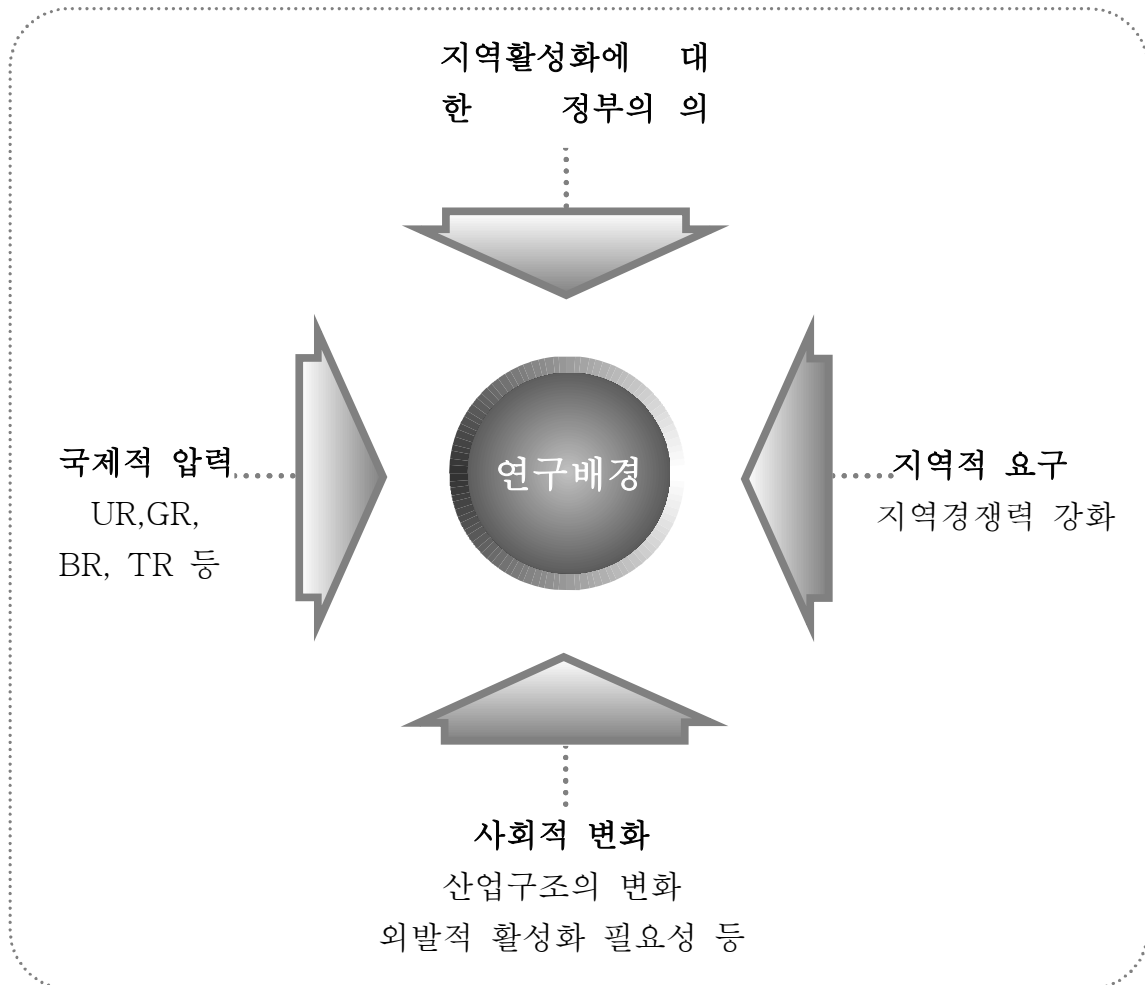 지역활성화에 대
한 정부의 의
국제적 압력
UR,GR,
BR, TR 등
연구배경
지역적 요구
지역경쟁력 강화
사회적 변화
산업구조의 변화
외발적 활성화 필요성 등